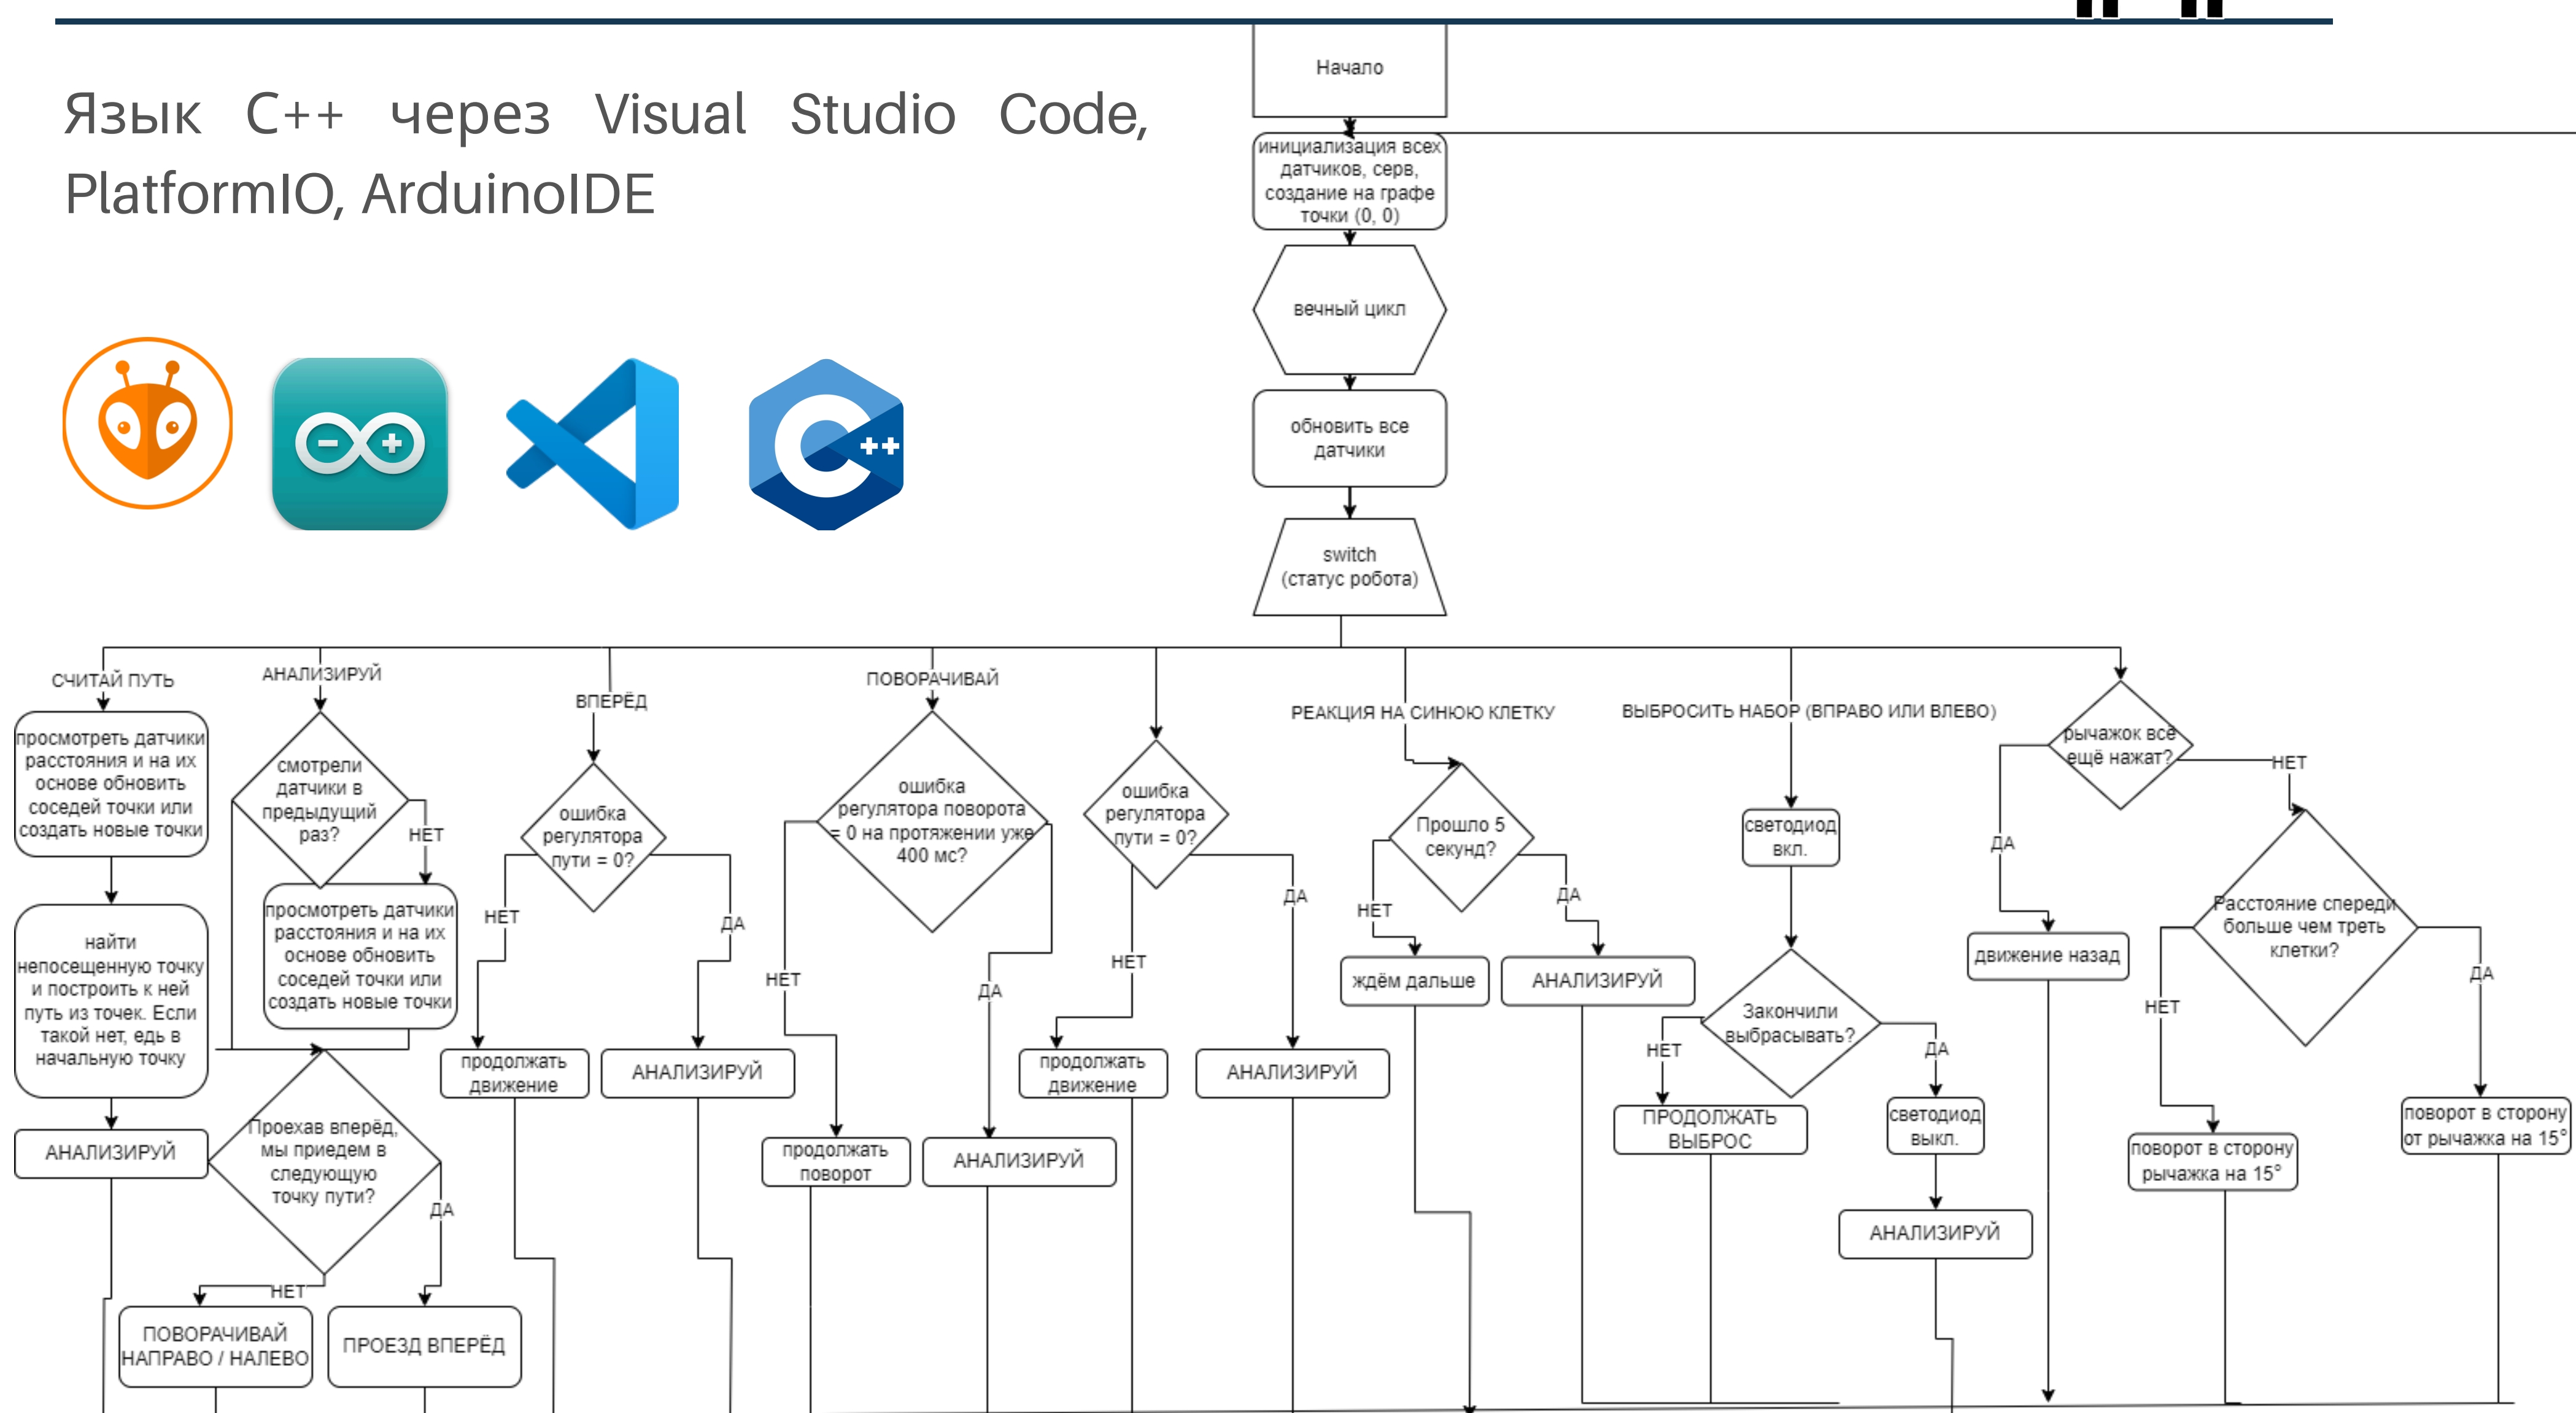 Язык C++ через Visual Studio Code,
PlatformIO, ArduinoIDE
Начало
инициализация всех
датчиков, серв,
создание на графе
точки (0, 0)
вечный цикл
обновить все
датчики
switch
(статус робота)
СЧИТАЙ ПУТЬ
просмотреть датчики
расстояния и на их
основе обновить
соседей точки или
создать новые точки
найти
непосещенную точку
и построить к ней
путь из точек. Если
такой нет, едь в
начальную точку
АНАЛИЗИРУЙ
АНАЛИЗИРУЙ
смотрели
датчики в
предыдущий
раз?
НЕТ
просмотреть датчики
расстояния и на их
основе обновить
соседей точки или
создать новые точки
Проехав вперёд,
мы приедем в
следующую
точку пути?
ДА
НЕТ
ПОВОРАЧИВАЙ
НАПРАВО / НАЛЕВО
ПРОЕЗД ВПЕРЁД
ВПЕРЁД
ошибка
регулятора
пути = 0?
НЕТ
ДА
продолжать
движение
АНАЛИЗИРУЙ
ПОВОРАЧИВАЙ
ошибка
регулятора поворота
= 0 на протяжении уже
400 мс?
НЕТ
ДА
продолжать
поворот
АНАЛИЗИРУЙ
ошибка
регулятора
пути = 0?
НЕТ
ДА
продолжать
движение
АНАЛИЗИРУЙ
РЕАКЦИЯ НА СИНЮЮ КЛЕТКУ
Прошло 5
секунд?
НЕТ
ДА
ждём дальше
АНАЛИЗИРУЙ
ВЫБРОСИТЬ НАБОР (ВПРАВО ИЛИ ВЛЕВО)
светодиод
вкл.
Закончили
выбрасывать?
НЕТ
ДА
ПРОДОЛЖАТЬ
ВЫБРОС
светодиод
выкл.
АНАЛИЗИРУЙ
рычажок всё
ещё нажат?
ДА
НЕТ
движение назад
Расстояние спереди
больше чем треть
клетки?
НЕТ
ДА
поворот в сторону
рычажка на 15°
поворот в сторону
от рычажка на 15°